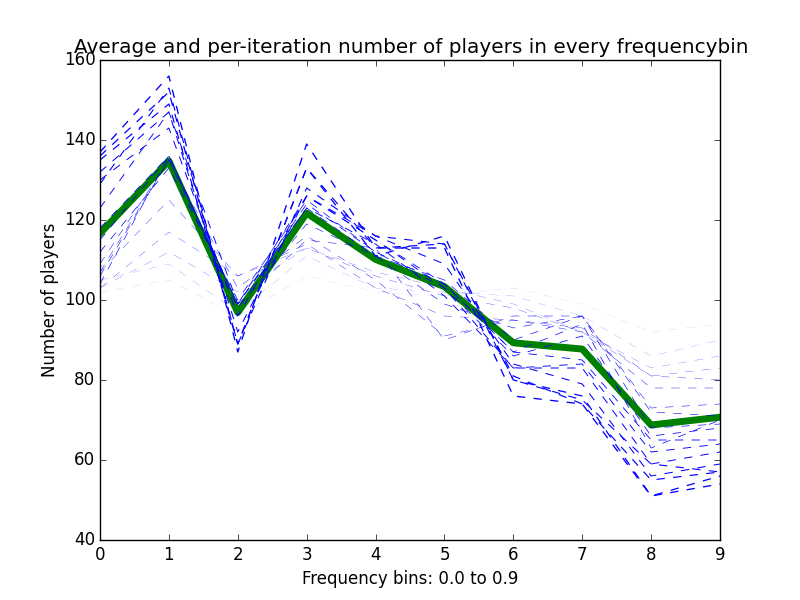 Average and per-iteration number of players in every frequencybin
160
140
120
100
80
60
40
Number of players
0 1 2 3 4 5 6 7 8 9
Frequency bins: 0.0 to 0.9